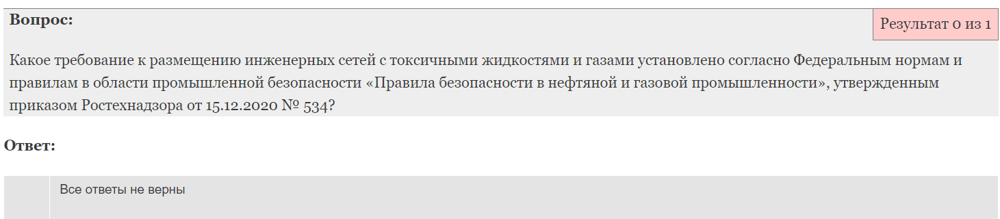 Вопрос:
Результат 0 из 1
Какое требование к размещению инженерных сетей с токсичными жидкостями и газами установлено согласно Федеральным нормам и
правилам в области промышленной безопасности «Правила безопасности в нефтяной и газовой промышленности», утвержденным
приказом Ростехнадзора от 15.12.2020 № 534?
Ответ:
Все ответы не верны